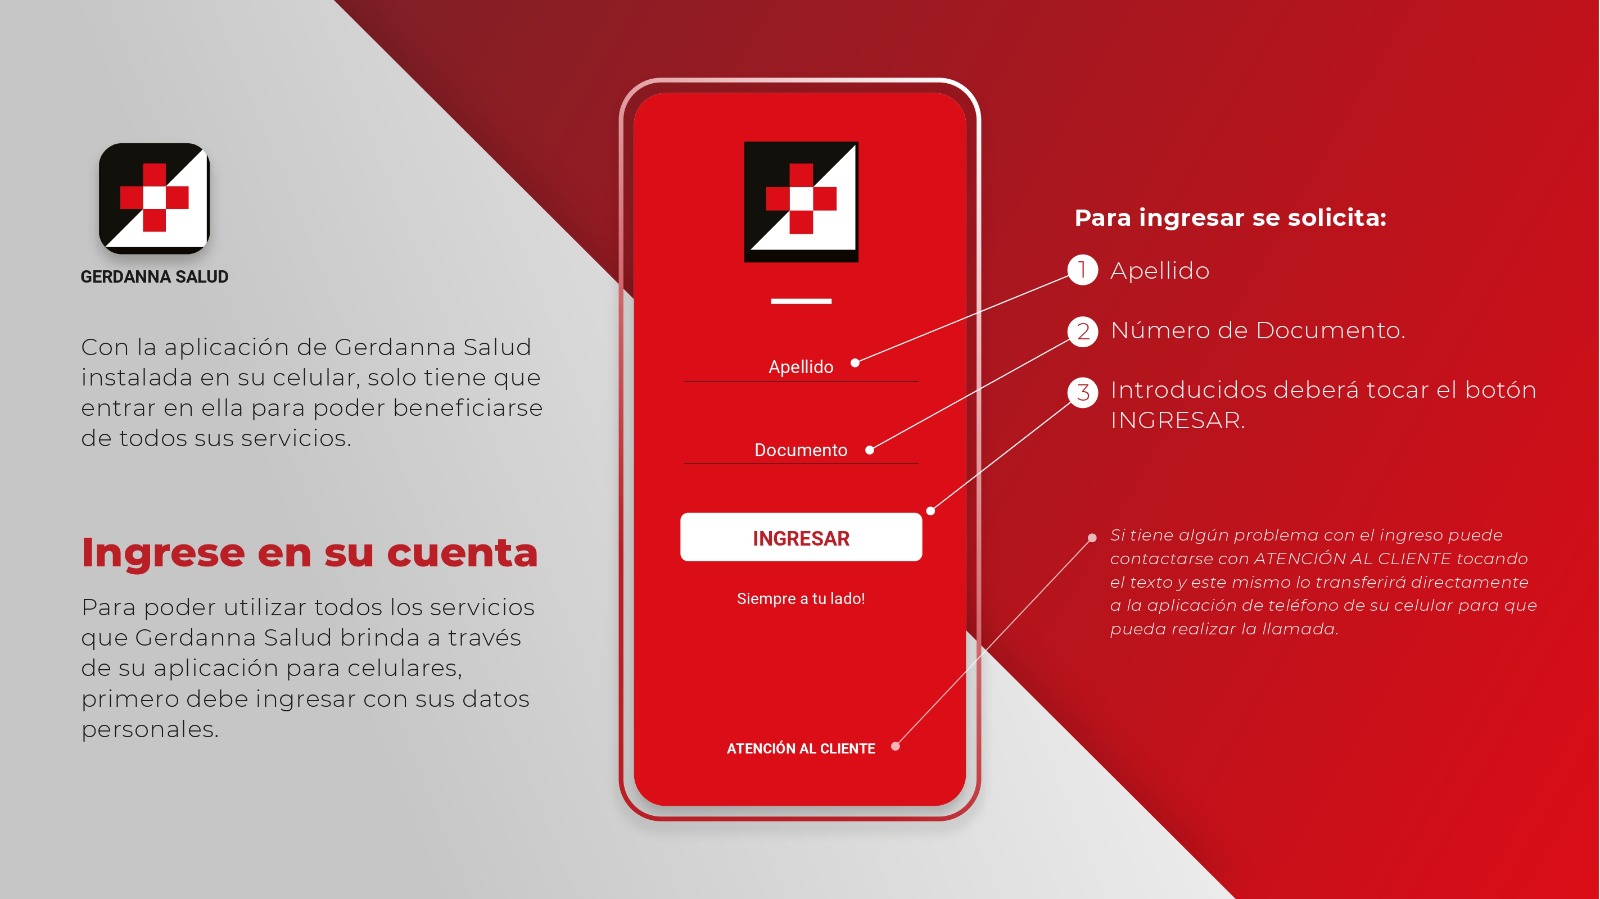 GERDANNA SALUD
Con la aplicación de Gerdanna Salud
instalada en su celular, solo tiene que
entrar en ella para poder beneficiarse
de todos sus servicios.
Ingrese en su cuenta
Para poder utilizar todos los servicios
que Gerdanna Salud brinda a través
de su aplicación para celulares,
primero debe ingresar con sus datos
personales.
Apellido
Documento
INGRESAR
Siempre a tu lado!
ATENCIÓN AL CLIENTE
Para ingresar se solicita:
1 Apellido
2 Número de Documento.
3 Introducidos deberá tocar el botón
INGRESAR.
Si tiene algún problema con el ingreso puede
contactarse con ATENCIÓN AL CLIENTE tocando
el texto y este mismo lo transferirá directamente
a la aplicación de teléfono de su celular para que
pueda realizar la llamada.